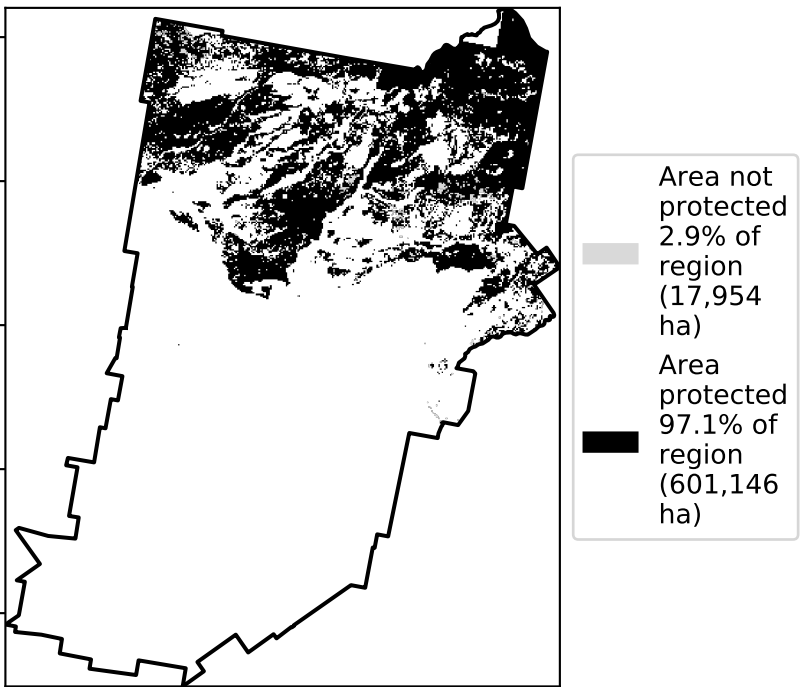 Area not
protected
2.9% of
region
(17,954
ha)
Area
protected
97.1% of
region
(601,146
ha)